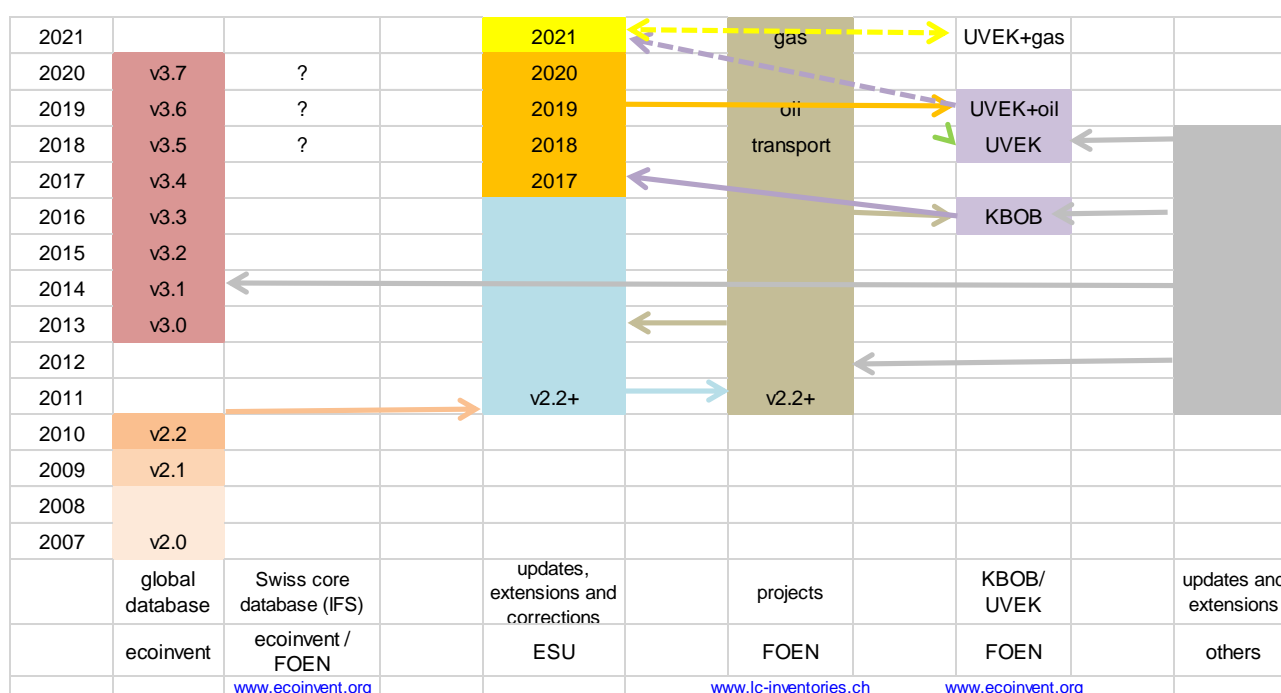 2021 2021 gas UVEK+gas
2020 v3.7 ? 2020
2019 v3.6 ? 2019 oil UVEK+oil
2018 v3.5 ? 2018 transport UVEK
2017 v3.4 2017
2016 v3.3 KBOB
2015 v3.2
2014 v3.1
2013 v3.0
2012
2011 v2.2+ v2.2+
2010 v2.2
2009 v2.1
2008
2007 v2.0
global database
Swiss core database (IFS)
updates, extensions and corrections
projects
KBOB/ UVEK
updates and extensions
ecoinvent
ecoinvent / FOEN
ESU
FOEN
FOEN
others
www.ecoinvent.org www.lc-inventories.ch www.ecoinvent.org